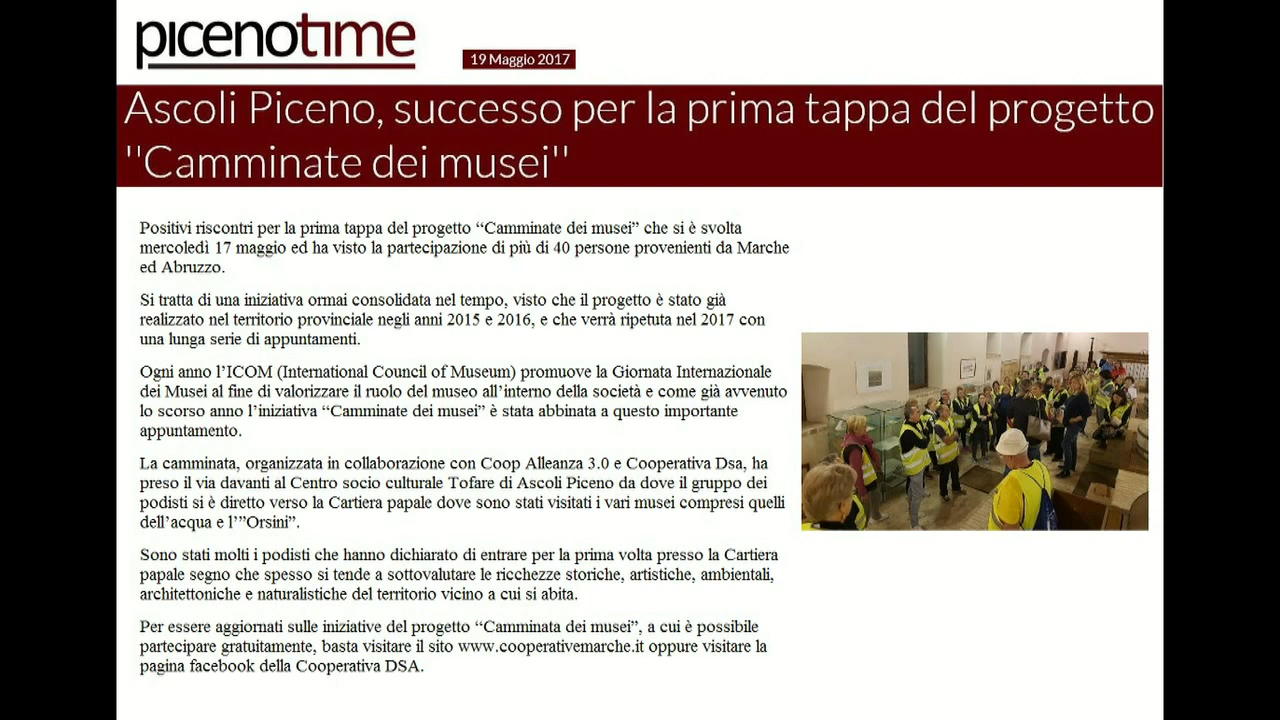 picenotime
19 Maggio 2017
Ascoli Piceno, successo per la prima tappa del progetto
"Camminate dei musei"
Positivi riscontri per la prima tappa del progetto “Camminate dei musei” che si è svolta
mercoledì 17 maggio ed ha visto la partecipazione di più di 40 persone provenienti da Marche
ed Abruzzo.
Si tratta di una iniziativa ormai consolidata nel tempo, visto che il progetto è stato già
realizzato nel territorio provinciale negli anni 2015 e 2016, e che verrà ripetuta nel 2017 con
una lunga serie di appuntamenti.
Ogni anno l’ICOM (International Council of Museum) promuove la Giornata Internazionale
dei Musei al fine di valorizzare il ruolo del museo all’interno della società e come già avvenuto
lo scorso anno l’iniziativa “Camminate dei musei” è stata abbinata a questo importante
appuntamento.
La camminata, organizzata in collaborazione con Coop Alleanza 3.0 e Cooperativa Dsa, ha
preso il via davanti al Centro socio culturale Tofare di Ascoli Piceno da dove il gruppo dei
podisti si è diretto verso la Cartiera papale dove sono stati visitati i vari musei compresi quelli
dell’acqua e l’”Orsini”.
Sono stati molti i podisti che hanno dichiarato di entrare per la prima volta presso la Cartiera
papale segno che spesso si tende a sottovalutare le ricchezze storiche, artistiche, ambientali,
architettoniche e naturalistiche del territorio vicino a cui si abita.
Per essere aggiornati sulle iniziative del progetto “Camminata dei musei”, a cui è possibile
partecipare gratuitamente, basta visitare il sito www.cooperativemarche.it oppure visitare la
pagina facebook della Cooperativa DSA.